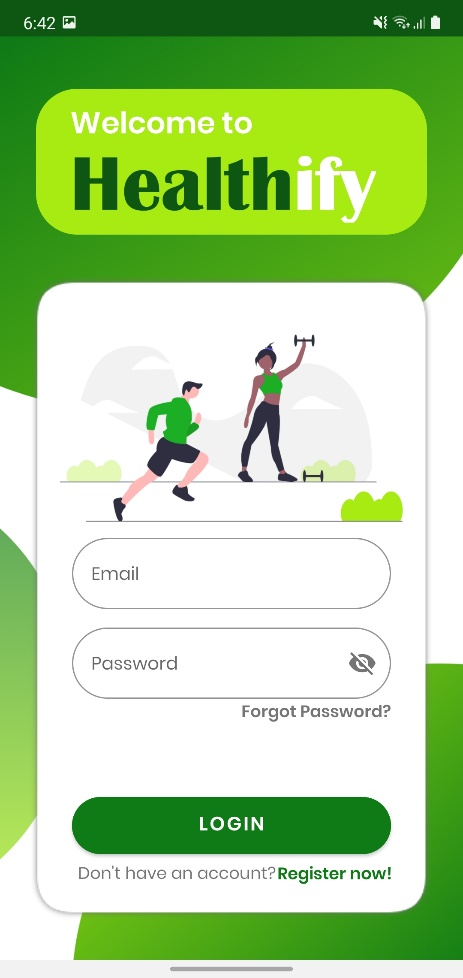 6:42
Welcome to
Healthify
Email
Password
Forgot Password?
LOGIN
Don't have an account? Register now!